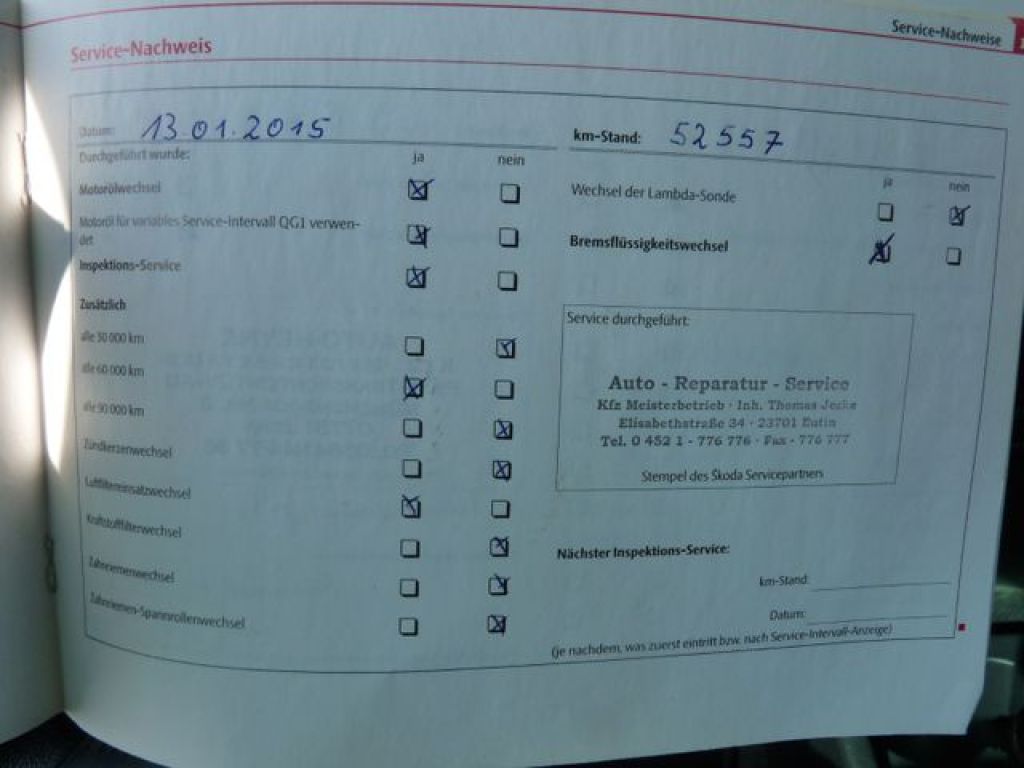 Service-Nachweise
Service-Nachweis
Datum: 13.01.2015
km-Stand: 52557
Durchgeführt wurde:
ja nein
Motorölwechsel
Motoröl für variables Service-Intervall QG1 verwen-
det
Inspektions-Service
Zusätzlich
alle 30 000 km
alle 60 000 km
alle 90 000 km
Zündkerzenwechsel
Luftfiltereinsatzwechsel
Kraftstofffilterwechsel
Zahnriemenwechsel
Zahnriemen-Spannrollenwechsel
ja nein
Wechsel der Lambda-Sonde
Bremsflüssigkeitswechsel
Service durchgeführt:
Auto - Reparatur - Service
Kfz Meisterbetrieb · Inh. Thomas Jecke
Elisabethstraße 34 · 23701 Eutin
Tel. 0 452 1 - 776 776 · Fax - 776 777
Stempel des Škoda Servicepartners
Nächster Inspektions-Service:
km-Stand:
Datum:
(je nachdem, was zuerst eintritt bzw. nach Service-Intervall-Anzeige)